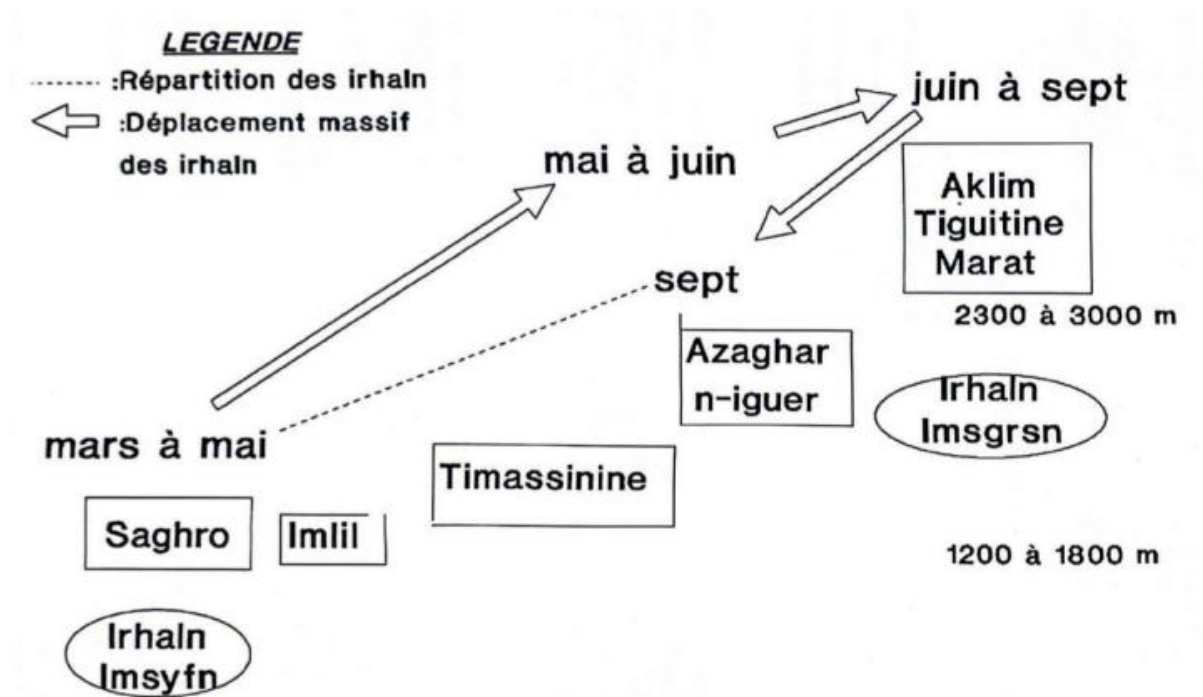 LEGENDE
:Répartition des irhaln
:Déplacement massif
des irhaln
juin à sept
mai à juin
Aklim
Tiguitine
Marat
sept
2300 à 3000 m
Azaghar
n-iguer
Irhaln
Imsgrsn
mars à mai
Timassinine
Saghro
Imlil
1200 à 1800 m
Irhaln
Imsyfn